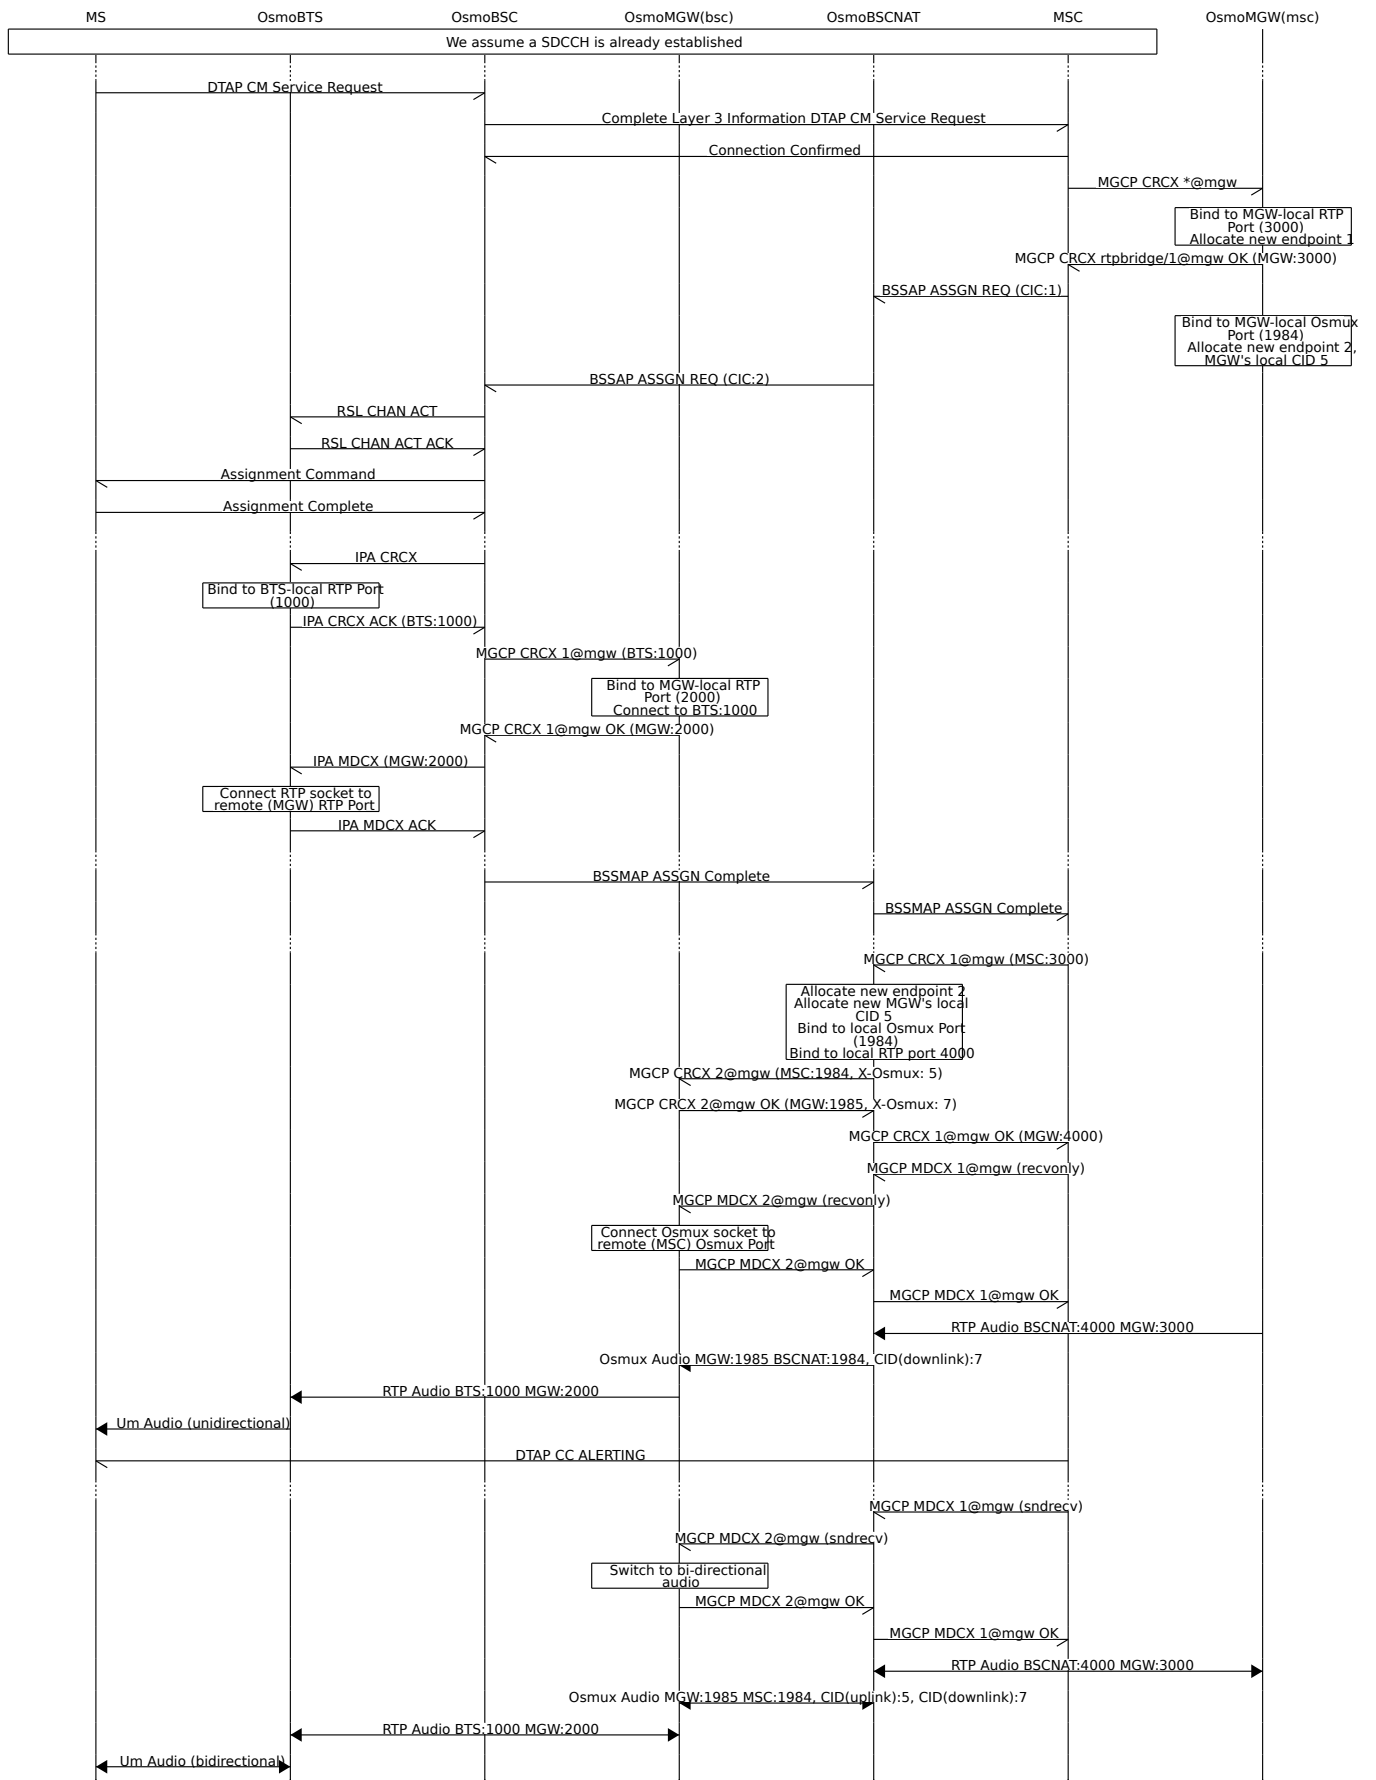 MS OsmoBTS OsmoBSC OsmoMGW(bsc) OsmoBSCNAT MSC OsmoMGW(msc)
We assume a SDCCH is already established
DTAP CM Service Request
Complete Layer 3 Information DTAP CM Service Request
Connection Confirmed
MGCP CRCX *@mgw
Bind to MGW-local RTP
Port (3000)
Allocate new endpoint 1
MGCP CRCX rtpbridge/1@mgw OK (MGW:3000)
BSSAP ASSGN REQ (CIC:1)
Bind to MGW-local Osmux
Port (1984)
Allocate new endpoint 2,
MGW's local CID 5
BSSAP ASSGN REQ (CIC:2)
RSL CHAN ACT
RSL CHAN ACT ACK
Assignment Command
Assignment Complete
IPA CRCX
Bind to BTS-local RTP Port
(1000)
IPA CRCX ACK (BTS:1000)
MGCP CRCX 1@mgw (BTS:1000)
Bind to MGW-local RTP
Port (2000)
Connect to BTS:1000
MGCP CRCX 1@mgw OK (MGW:2000)
IPA MDCX (MGW:2000)
Connect RTP socket to
remote (MGW) RTP Port
IPA MDCX ACK
BSSMAP ASSGN Complete
BSSMAP ASSGN Complete
MGCP CRCX 1@mgw (MSC:3000)
Allocate new endpoint 2
Allocate new MGW's local
CID 5
Bind to local Osmux Port
(1984)
Bind to local RTP port 4000
MGCP CRCX 2@mgw (MSC:1984, X-Osmux: 5)
MGCP CRCX 2@mgw OK (MGW:1985, X-Osmux: 7)
MGCP CRCX 1@mgw OK (MGW:4000)
MGCP MDCX 1@mgw (recvonly)
MGCP MDCX 2@mgw (recvonly)
Connect Osmux socket to
remote (MSC) Osmux Port
MGCP MDCX 2@mgw OK
MGCP MDCX 1@mgw OK
RTP Audio BSCNAT:4000 MGW:3000
Osmux Audio MGW:1985 BSCNAT:1984, CID(downlink):7
RTP Audio BTS:1000 MGW:2000
Um Audio (unidirectional)
DTAP CC ALERTING
MGCP MDCX 1@mgw (sndrecv)
MGCP MDCX 2@mgw (sndrecv)
Switch to bi-directional
audio
MGCP MDCX 2@mgw OK
MGCP MDCX 1@mgw OK
RTP Audio BSCNAT:4000 MGW:3000
Osmux Audio MGW:1985 MSC:1984, CID(uplink):5, CID(downlink):7
RTP Audio BTS:1000 MGW:2000
Um Audio (bidirectional)